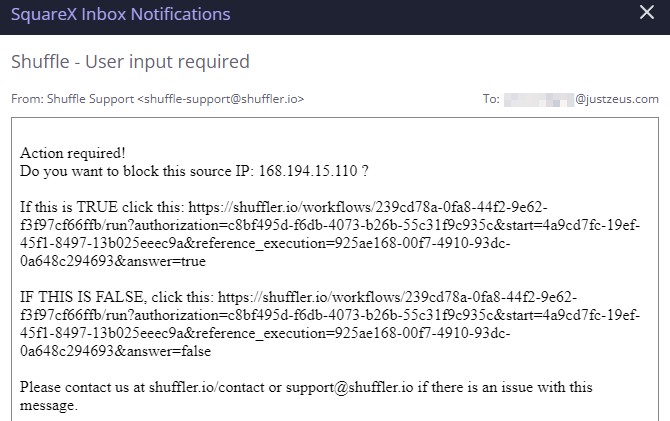 SquareX Inbox Notifications
Shuffle - User input required
From: Shuffle Support <shuffle-support@shuffler.io>
To: @justzeus.com
Action required!
Do you want to block this source IP: 168.194.15.110 ?
If this is TRUE click this: https://shuffler.io/workflows/239cd78a-0fa8-44f2-9e62-
f3f97cf66ffb/run?authorization=c8bf495d-f6db-4073-b26b-55c31f9c935c&start=4a9cd7fc-19ef-
45f1-8497-13b025eeec9a&reference_execution=925ae168-00f7-4910-93dc-
0a648c294693&answer=true
IF THIS IS FALSE, click this: https://shuffler.io/workflows/239cd78a-0fa8-44f2-9e62-
f3f97cf66ffb/run?authorization=c8bf495d-f6db-4073-b26b-55c31f9c935c&start=4a9cd7fc-19ef-
45f1-8497-13b025eeec9a&reference_execution=925ae168-00f7-4910-93dc-
0a648c294693&answer=false
Please contact us at shuffler.io/contact or support@shuffler.io if there is an issue with this
message.